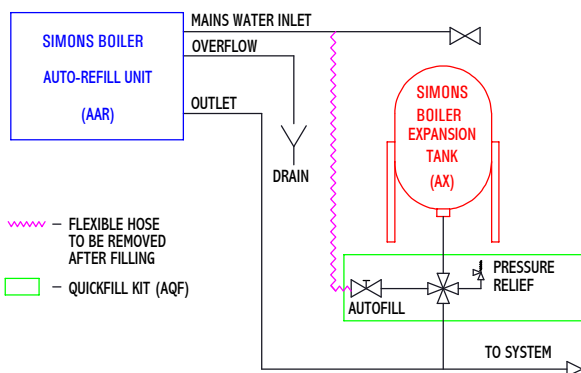 MAINS WATER INLET
SIMONS BOILER
AUTO-REFILL UNIT
(AAR)
OVERFLOW
OUTLET
DRAIN
SIMONS
BOILER
EXPANSION
TANK
(AX)
– FLEXIBLE HOSE
TO BE REMOVED
AFTER FILLING
– QUICKFILL KIT (AQF)
PRESSURE
RELIEF
AUTOFILL
TO SYSTEM